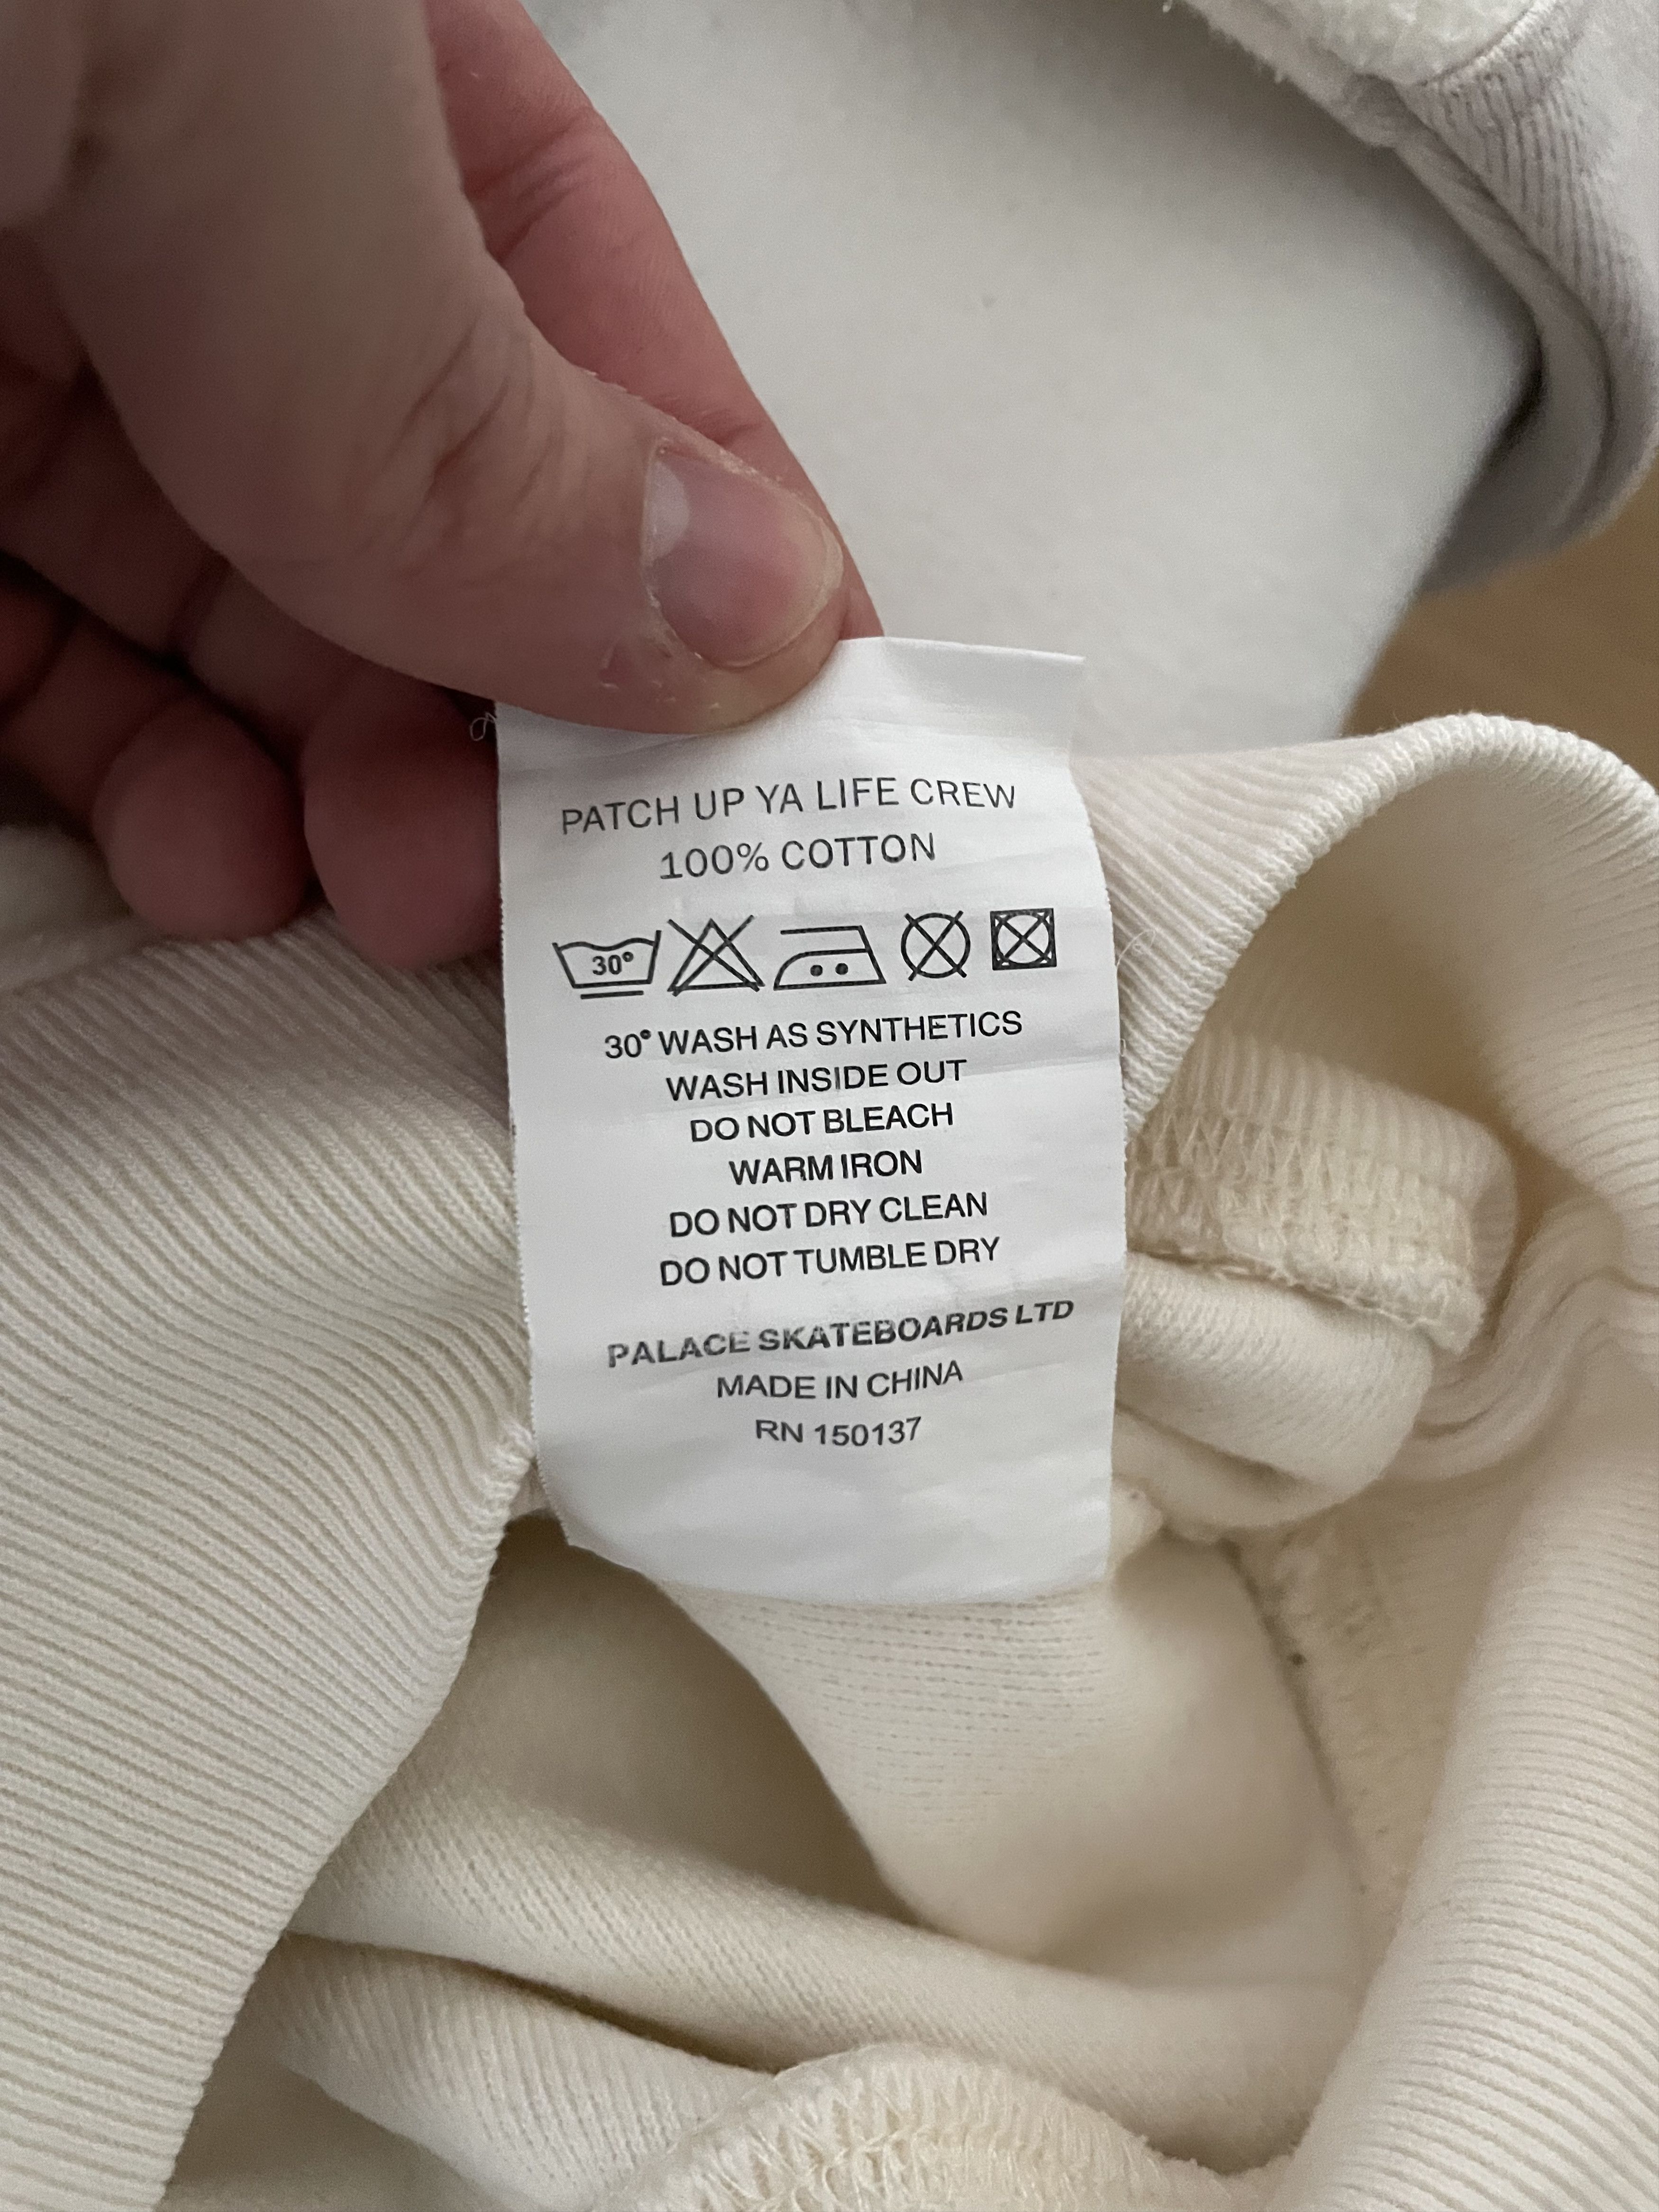 PATCH UP YA LIFE CREW
100% COTTON
30°
30° WASH AS SYNTHETICS
WASH INSIDE OUT
DO NOT BLEACH
WARM IRON
DO NOT DRY CLEAN
DO NOT TUMBLE DRY
PALACE SKATEBOARDS LTD
MADE IN CHINA
RN 150137